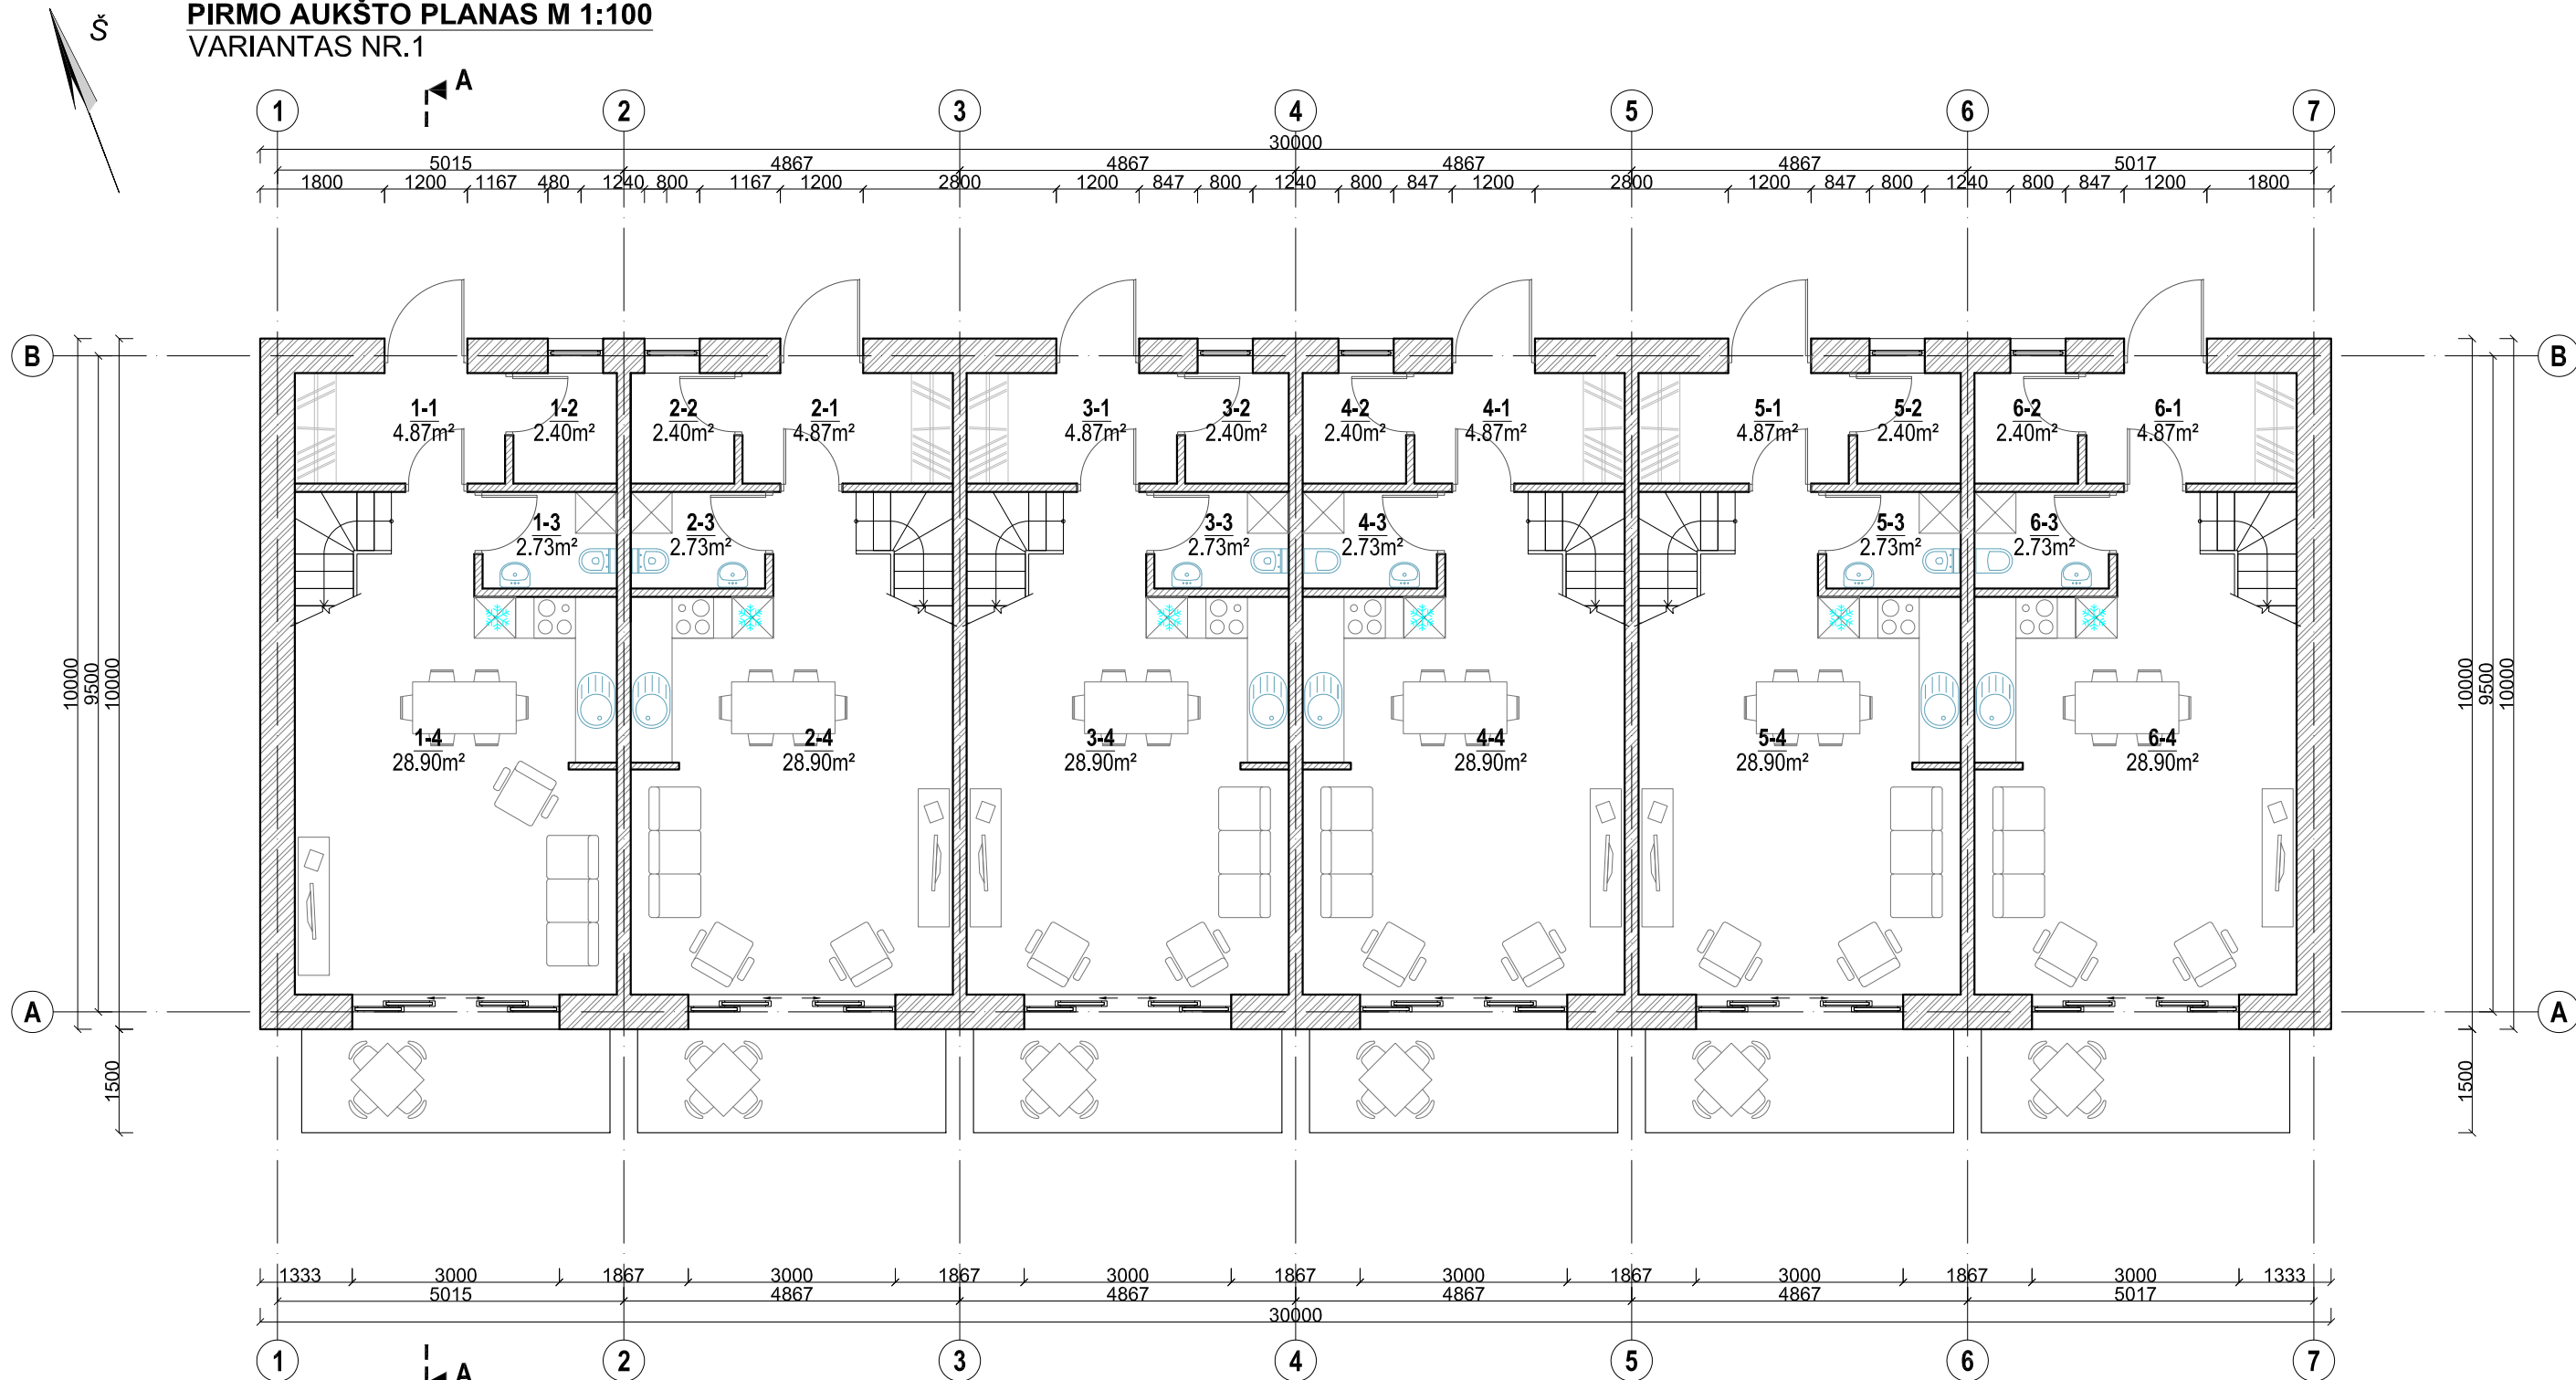 PIRMO AUKŠTO PLANAS M 1:100
Š
VARIANTAS NR.1
A
1 2 3 4 5 6 7
30000
5015 4867 4867 4867 4867 5017
1800 1200 1167 480 1240 800 1167 1200 2800 1200 847 800 1240 800 847 1200 2800 1200 847 800 1240 800 847 1200 1800
B B
1-1 1-2 2-2 2-1 3-1 3-2 4-2 4-1 5-1 5-2 6-2 6-1
4.87m² 2.40m² 2.40m² 4.87m² 4.87m² 2.40m² 2.40m² 4.87m² 4.87m² 2.40m² 2.40m² 4.87m²
1-3 2-3 3-3 4-3 5-3 6-3
2.73m² 2.73m² 2.73m² 2.73m² 2.73m² 2.73m²
10000 9500 10000 10000 9500 10000
1-4 2-4 3-4 4-4 5-4 6-4
28.90m² 28.90m² 28.90m² 28.90m² 28.90m² 28.90m²
A A
1500 1500
1333 3000 1867 3000 1867 3000 1867 3000 1867 3000 1867 3000 1333
5015 4867 4867 4867 4867 5017
30000
1 2 3 4 5 6 7
A